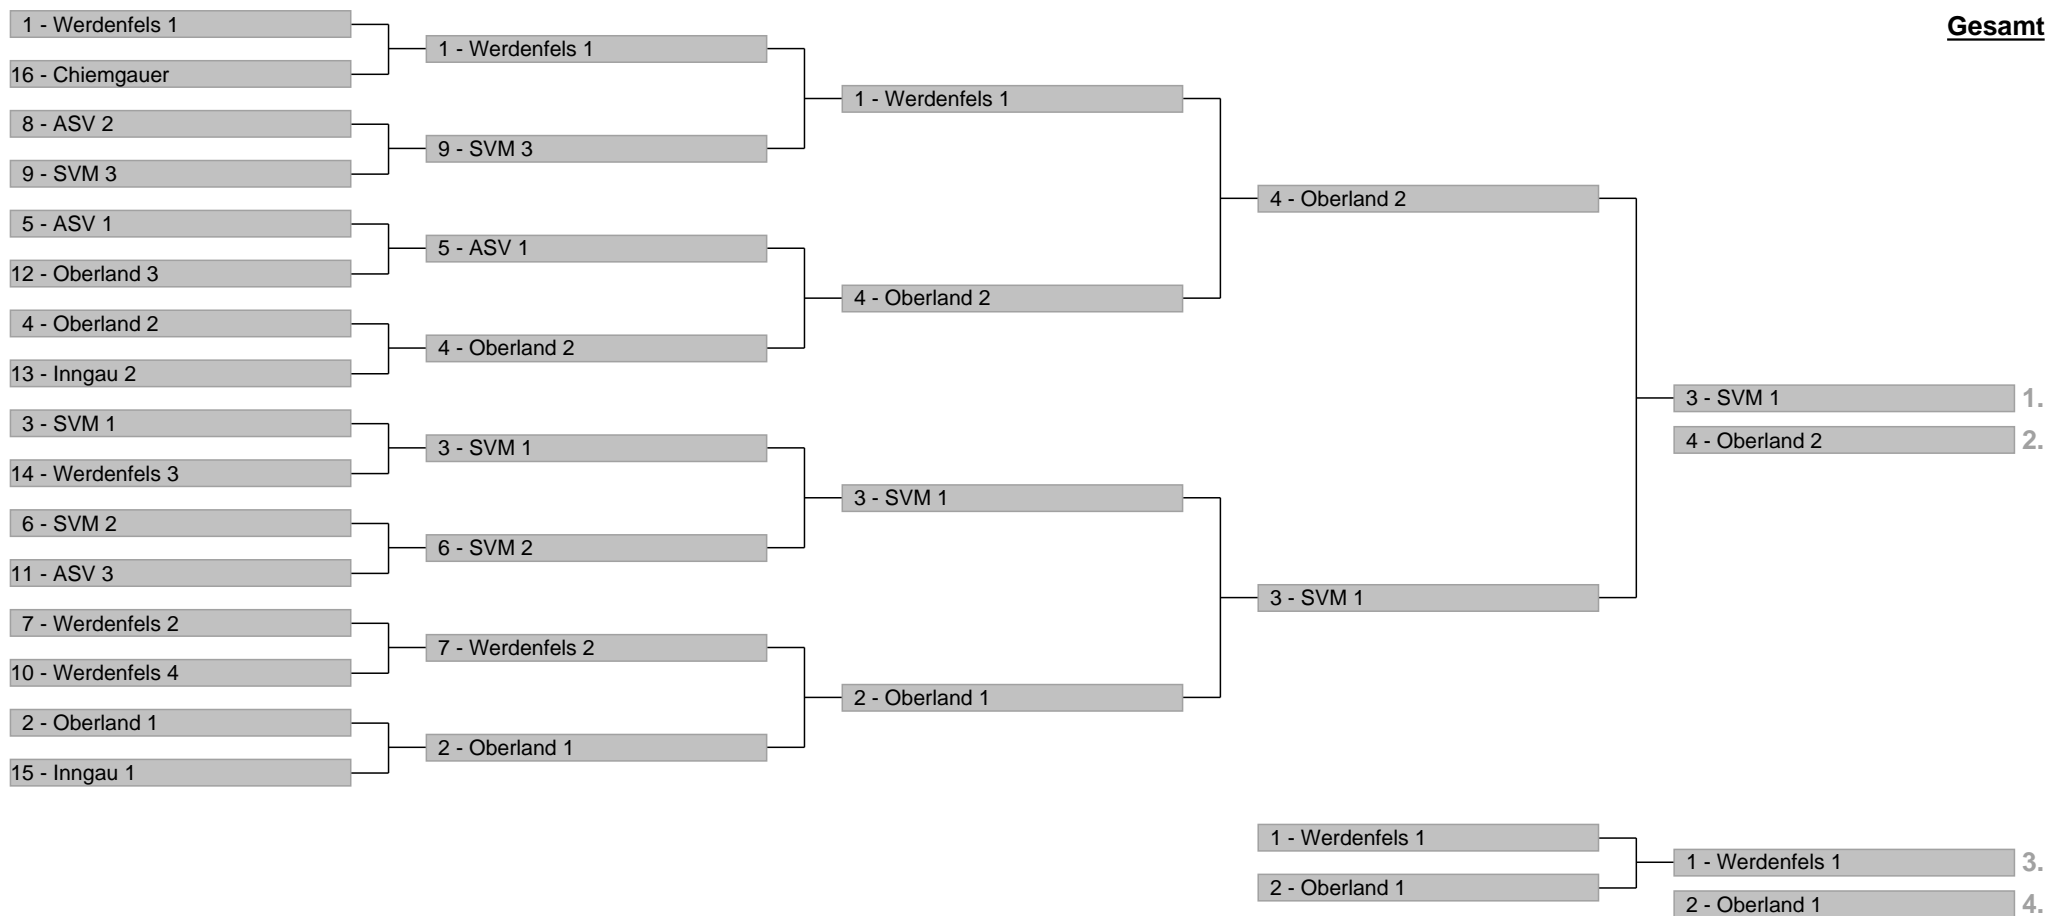 Gesamt
1 - Werdenfels 1
16 - Chiemgauer
8 - ASV 2
9 - SVM 3
5 - ASV 1
12 - Oberland 3
4 - Oberland 2
13 - Inngau 2
3 - SVM 1
14 - Werdenfels 3
6 - SVM 2
11 - ASV 3
7 - Werdenfels 2
10 - Werdenfels 4
2 - Oberland 1
15 - Inngau 1
1 - Werdenfels 1
9 - SVM 3
5 - ASV 1
4 - Oberland 2
3 - SVM 1
6 - SVM 2
7 - Werdenfels 2
2 - Oberland 1
1 - Werdenfels 1
4 - Oberland 2
3 - SVM 1
2 - Oberland 1
4 - Oberland 2
3 - SVM 1
3 - SVM 1 1.
4 - Oberland 2 2.
1 - Werdenfels 1
2 - Oberland 1
1 - Werdenfels 1 3.
2 - Oberland 1 4.